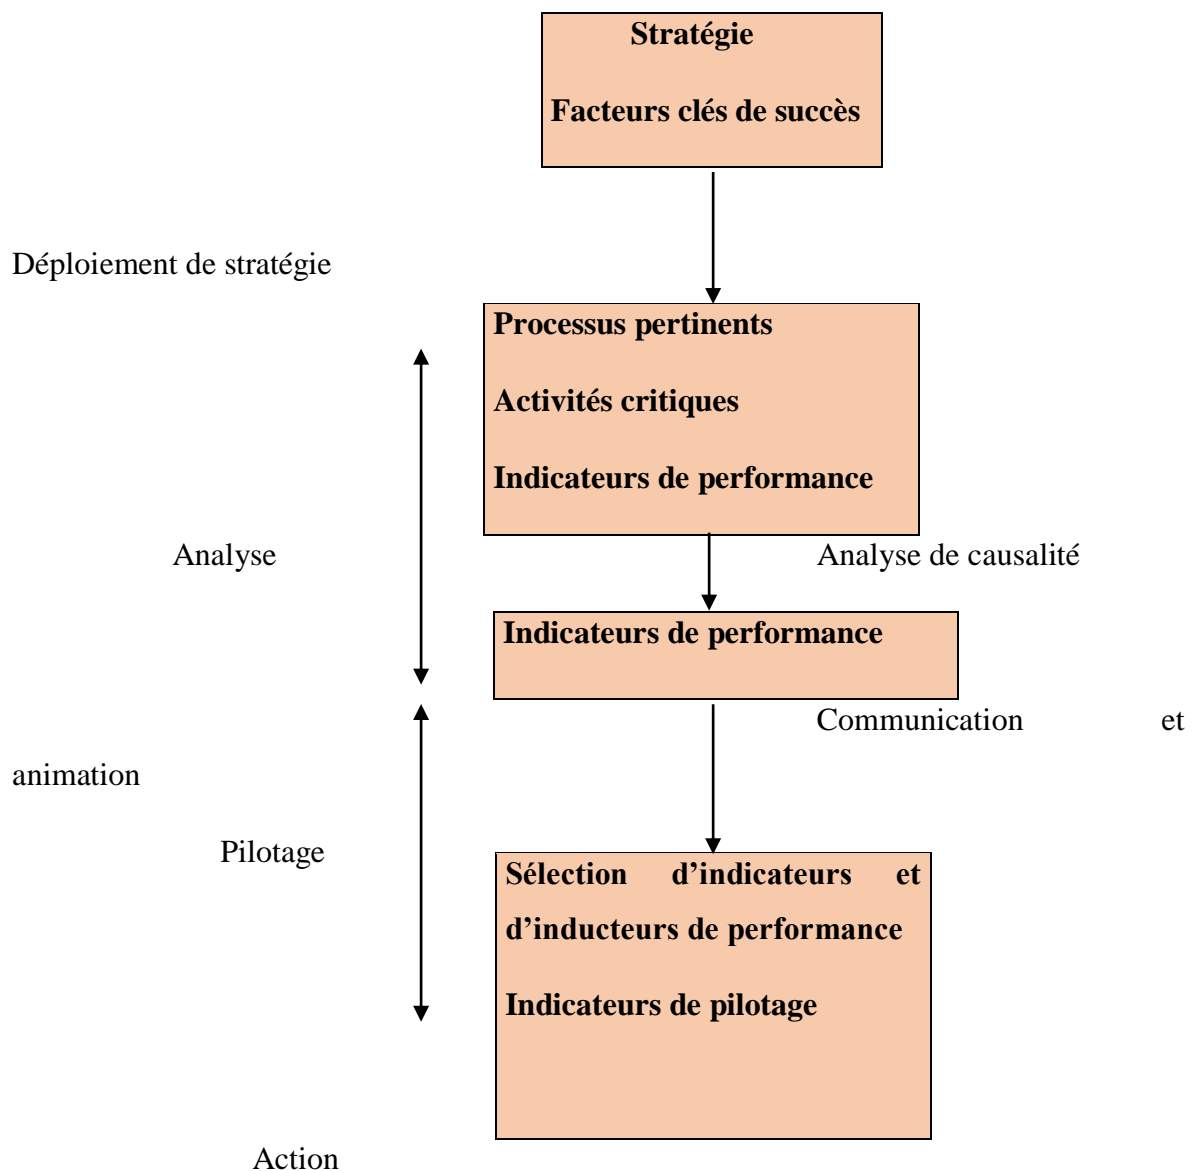 Stratégie
Facteurs clés de succès
Déploiement de stratégie
Processus pertinents
Activités critiques
Indicateurs de performance
Analyse
Analyse de causalité
Indicateurs de performance
Communication et
animation
Pilotage
Sélection d’indicateurs et
d’inducteurs de performance
Indicateurs de pilotage
Action